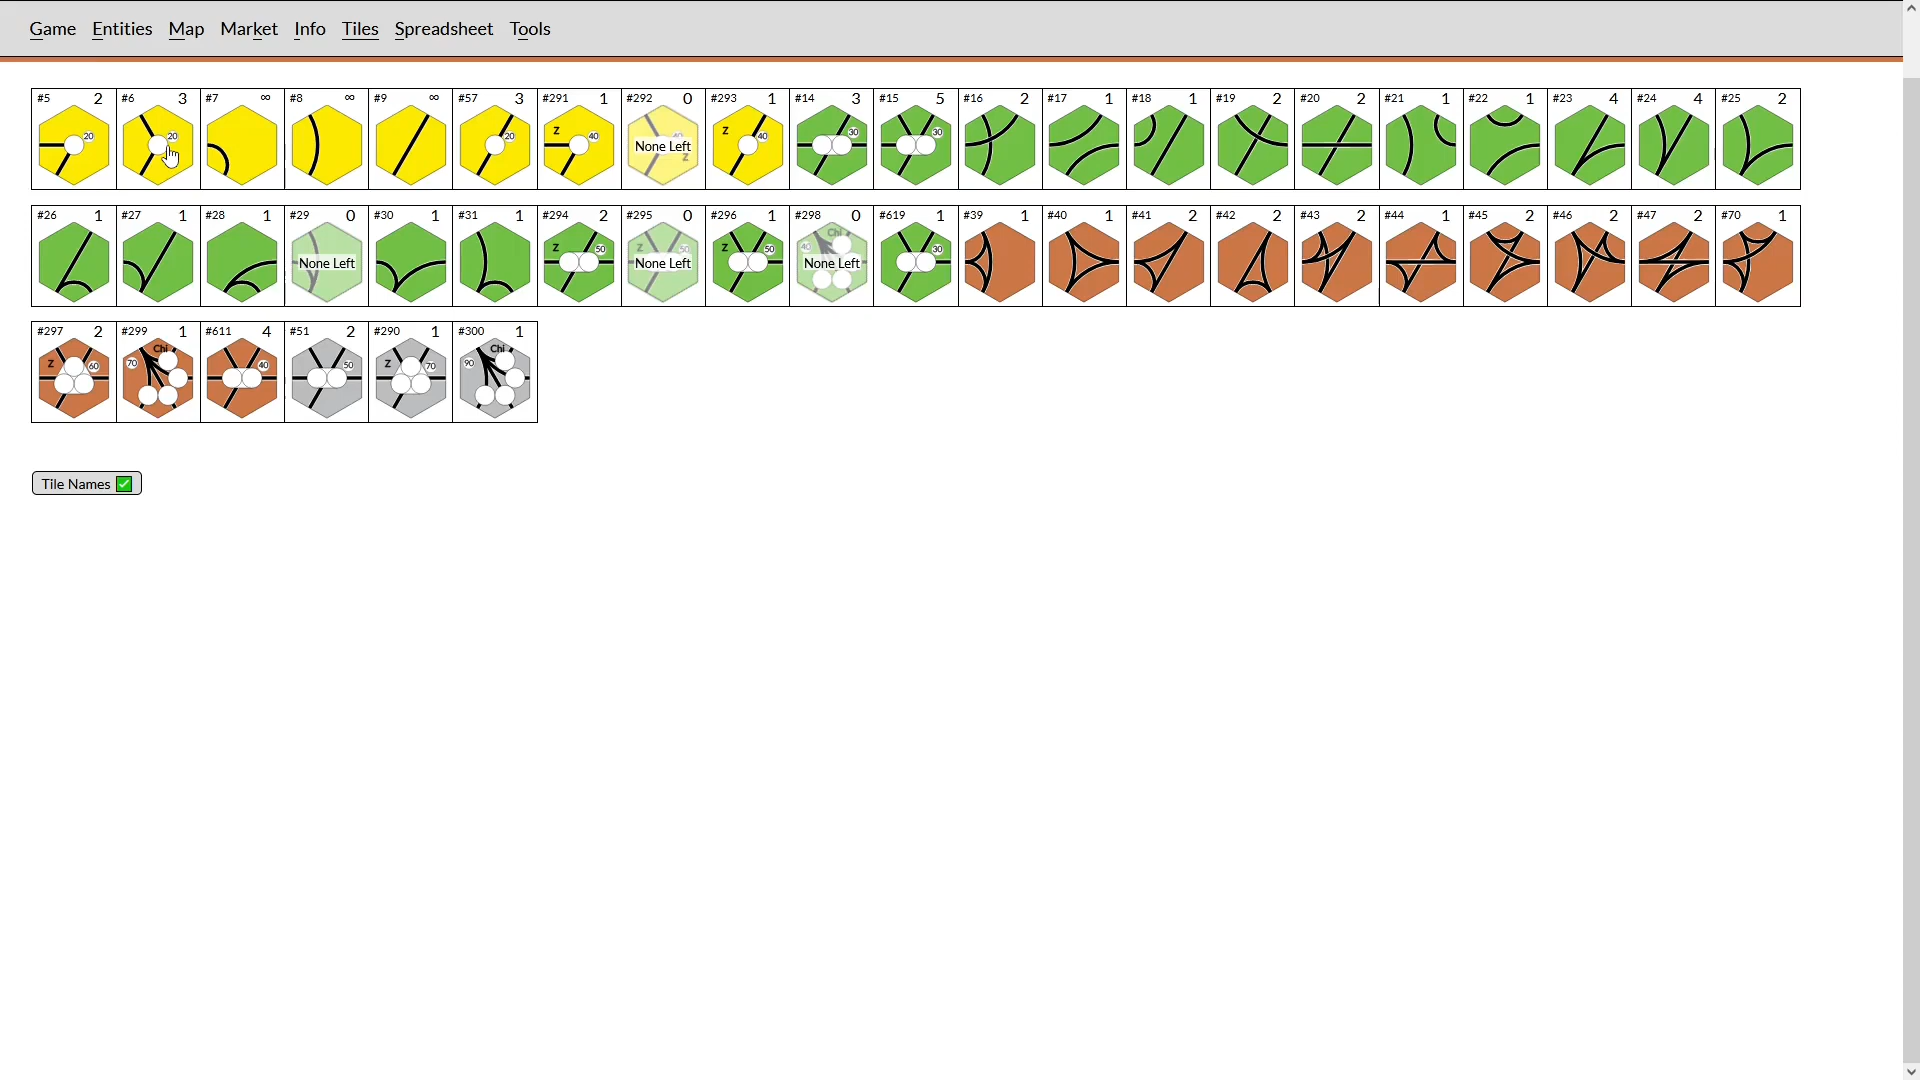 Game Entities Map Market Info Tiles Spreadsheet Tools
#5 2 #6 3 #7 ∞ #8 ∞ #9 ∞ #57 3 #291 1 #292 0 #293 1 #14 3 #15 5 #16 2 #17 1 #18 1 #19 2 #20 2 #21 1 #22 1 #23 4 #24 4 #25 2
20 20 20 Z 40 40 Z None Left Z 40 30 30
#26 1 #27 1 #28 1 #29 0 #30 1 #31 1 #294 2 #295 0 #296 1 #298 0 #619 1 #39 1 #40 1 #41 2 #42 2 #43 2 #44 1 #45 2 #46 2 #47 2 #70 1
None Left Z 50 Z 50 None Left Z 50 Chi 40 None Left 30
#297 2 #299 1 #611 4 #51 2 #290 1 #300 1
Z 60 Chi 70 40 50 Z 70 Chi 90
Tile Names